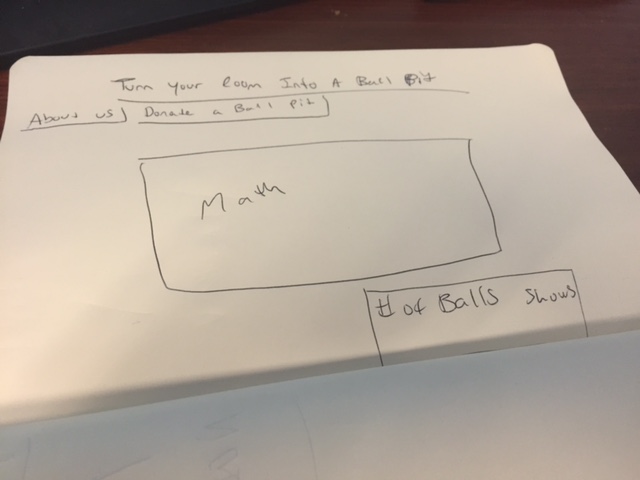 Turn Your Room Into A Ball Pit
About us Donate a Ball Pit
Math
# of Balls shows